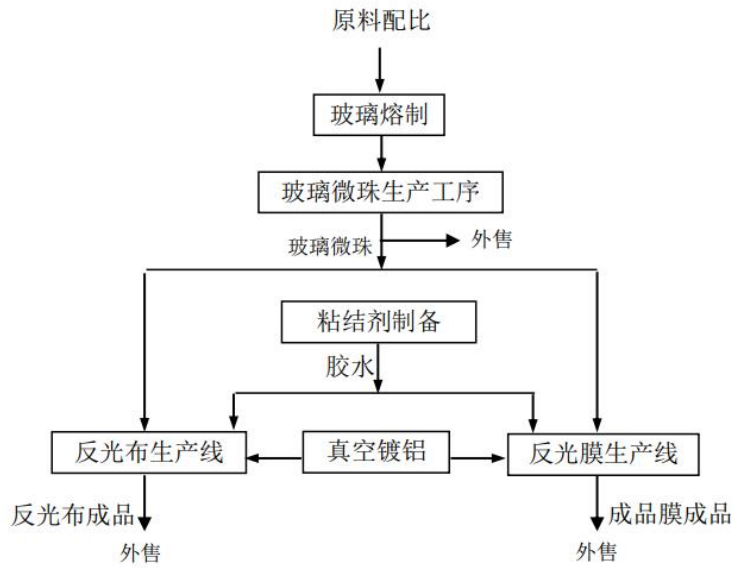 原料配比
玻璃熔制
玻璃微珠生产工序
玻璃微珠
外售
粘结剂制备
胶水
反光布生产线
真空镀铝
反光膜生产线
反光布成品
成品膜成品
外售
外售